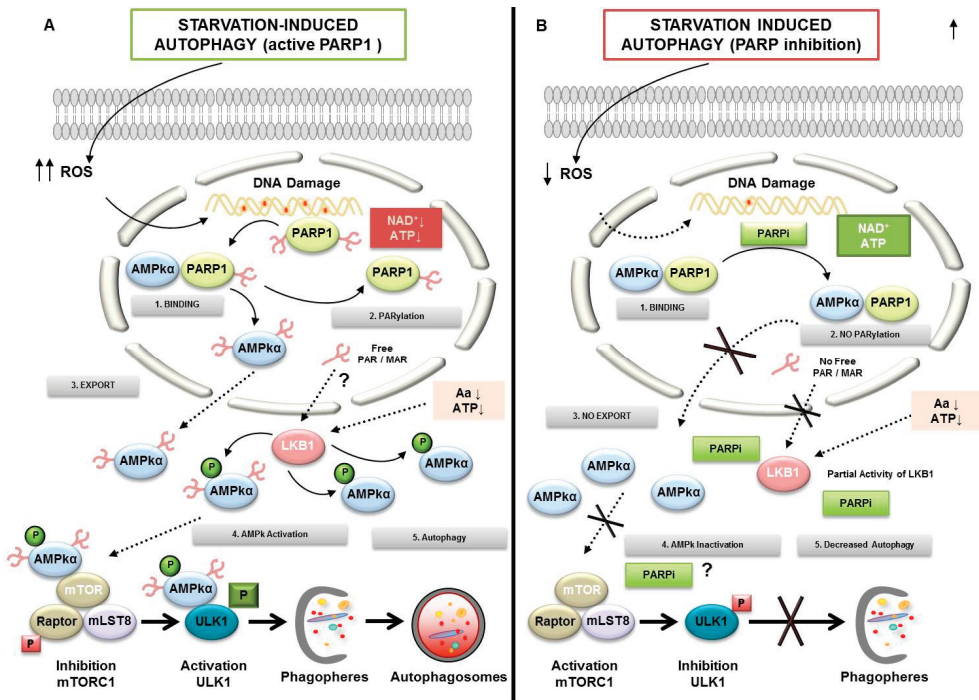 A
STARVATION-INDUCED
AUTOPHAGY (active PARP1 )
ROS
DNA Damage
NAD⁺↓
ATP↓
PARP1
AMPkα
PARP1
PARP1
1. BINDING
2. PARylation
AMPkα
Free
PAR / MAR
?
3. EXPORT
Aa ↓
ATP↓
AMPkα
LKB1
P
AMPkα
P
AMPkα
P
AMPkα
4. AMPk Activation
5. Autophagy
P
AMPkα
mTOR
Raptor
mLST8
P
P
AMPkα
P
ULK1
Inhibition
mTORC1
Activation
ULK1
Phagopheres
Autophagosomes
B
STARVATION INDUCED
AUTOPHAGY (PARP inhibition)
ROS
DNA Damage
PARPi
NAD⁺
ATP
AMPkα
PARP1
1. BINDING
AMPkα
PARP1
2. NO PARylation
No Free
PAR / MAR
3. NO EXPORT
Aa ↓
ATP↓
PARPi
LKB1
Partial Activity of LKB1
PARPi
AMPkα
AMPkα
AMPkα
4. AMPk Inactivation
5. Decreased Autophagy
PARPi
?
mTOR
Raptor
mLST8
P
ULK1
Activation
mTORC1
Inhibition
ULK1
Phagopheres